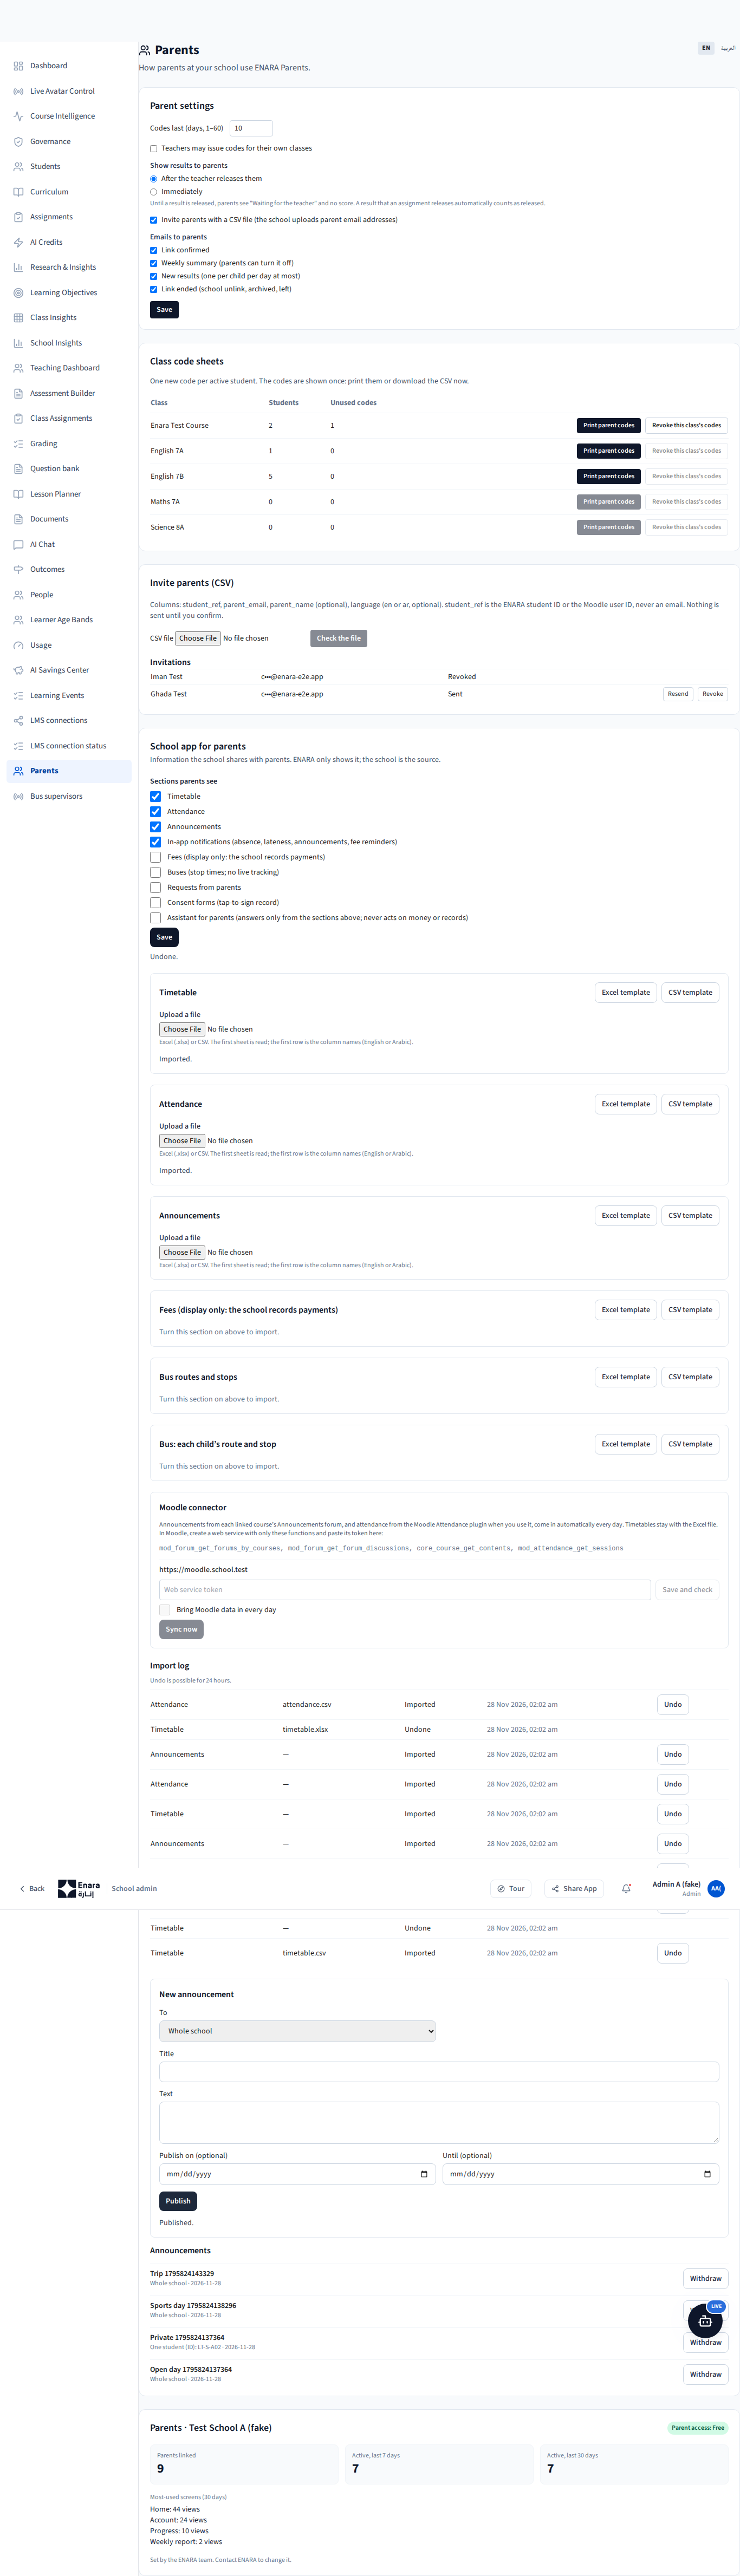 Parents
EN العربية
How parents at your school use ENARA Parents.
Dashboard
Live Avatar Control
Course Intelligence
Governance
Students
Curriculum
Assignments
AI Credits
Research & Insights
Learning Objectives
Class Insights
School Insights
Teaching Dashboard
Assessment Builder
Class Assignments
Grading
Question bank
Lesson Planner
Documents
AI Chat
Outcomes
People
Learner Age Bands
Usage
AI Savings Center
Learning Events
LMS connections
LMS connection status
Parents
Bus supervisors
Parent settings
Codes last (days, 1–60) 10
Teachers may issue codes for their own classes
Show results to parents
After the teacher releases them
Immediately
Until a result is released, parents see "Waiting for the teacher" and no score. A result that an assignment releases automatically counts as released.
Invite parents with a CSV file (the school uploads parent email addresses)
Emails to parents
Link confirmed
Weekly summary (parents can turn it off)
New results (one per child per day at most)
Link ended (school unlink, archived, left)
Save
Class code sheets
One new code per active student. The codes are shown once: print them or download the CSV now.
Class Students Unused codes
Enara Test Course 2 1 Print parent codes Revoke this class's codes
English 7A 1 0 Print parent codes Revoke this class's codes
English 7B 5 0 Print parent codes Revoke this class's codes
Maths 7A 0 0 Print parent codes Revoke this class's codes
Science 8A 0 0 Print parent codes Revoke this class's codes
Invite parents (CSV)
Columns: student_ref, parent_email, parent_name (optional), language (en or ar, optional). student_ref is the ENARA student ID or the Moodle user ID, never an email. Nothing is
sent until you confirm.
CSV file Choose File No file chosen Check the file
Invitations
Iman Test c•••@enara-e2e.app Revoked
Ghada Test c•••@enara-e2e.app Sent Resend Revoke
School app for parents
Information the school shares with parents. ENARA only shows it; the school is the source.
Sections parents see
Timetable
Attendance
Announcements
In-app notifications (absence, lateness, announcements, fee reminders)
Fees (display only: the school records payments)
Buses (stop times; no live tracking)
Requests from parents
Consent forms (tap-to-sign record)
Assistant for parents (answers only from the sections above; never acts on money or records)
Save
Undone.
Timetable Excel template CSV template
Upload a file
Choose File No file chosen
Excel (.xlsx) or CSV. The first sheet is read; the first row is the column names (English or Arabic).
Imported.
Attendance Excel template CSV template
Upload a file
Choose File No file chosen
Excel (.xlsx) or CSV. The first sheet is read; the first row is the column names (English or Arabic).
Imported.
Announcements Excel template CSV template
Upload a file
Choose File No file chosen
Excel (.xlsx) or CSV. The first sheet is read; the first row is the column names (English or Arabic).
Fees (display only: the school records payments) Excel template CSV template
Turn this section on above to import.
Bus routes and stops Excel template CSV template
Turn this section on above to import.
Bus: each child's route and stop Excel template CSV template
Turn this section on above to import.
Moodle connector
Announcements from each linked course's Announcements forum, and attendance from the Moodle Attendance plugin when you use it, come in automatically every day. Timetables stay with the Excel file.
In Moodle, create a web service with only these functions and paste its token here:
mod_forum_get_forums_by_courses, mod_forum_get_forum_discussions, core_course_get_contents, mod_attendance_get_sessions
https://moodle.school.test
Web service token Save and check
Bring Moodle data in every day
Sync now
Import log
Undo is possible for 24 hours.
Attendance attendance.csv Imported 28 Nov 2026, 02:02 am Undo
Timetable timetable.xlsx Undone 28 Nov 2026, 02:02 am
Announcements — Imported 28 Nov 2026, 02:02 am Undo
Attendance — Imported 28 Nov 2026, 02:02 am Undo
Timetable — Imported 28 Nov 2026, 02:02 am Undo
Announcements — Imported 28 Nov 2026, 02:02 am Undo
Back Enara إنارة School admin Tour Share App Admin A (fake) Admin AA(
Timetable — Undone 28 Nov 2026, 02:02 am
Timetable timetable.csv Imported 28 Nov 2026, 02:02 am Undo
New announcement
To
Whole school
Title
Text
Publish on (optional) Until (optional)
mm/dd/yyyy mm/dd/yyyy
Publish
Published.
Announcements
Trip 1795824143329 Withdraw
Whole school · 2026-11-28
Sports day 1795824138296
Whole school · 2026-11-28
LIVE
Private 1795824137364 Withdraw
One student (ID): LT-S-A02 · 2026-11-28
Open day 1795824137364 Withdraw
Whole school · 2026-11-28
Parents · Test School A (fake) Parent access: Free
Parents linked Active, last 7 days Active, last 30 days
9 7 7
Most-used screens (30 days)
Home: 44 views
Account: 24 views
Progress: 10 views
Weekly report: 2 views
Set by the ENARA team. Contact ENARA to change it.